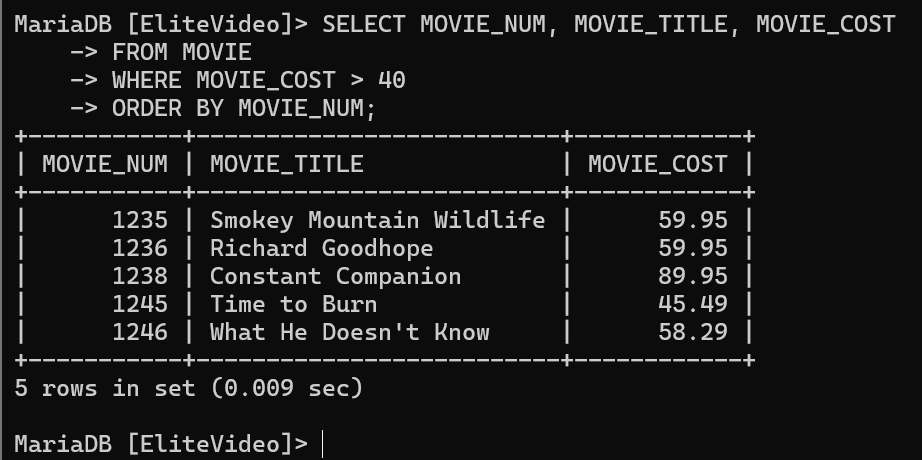 MariaDB [EliteVideo]> SELECT MOVIE_NUM, MOVIE_TITLE, MOVIE_COST
    -> FROM MOVIE
    -> WHERE MOVIE_COST > 40
    -> ORDER BY MOVIE_NUM;
+-----------+--------------------------+------------+
| MOVIE_NUM | MOVIE_TITLE              | MOVIE_COST |
+-----------+--------------------------+------------+
|      1235 | Smokey Mountain Wildlife |      59.95 |
|      1236 | Richard Goodhope         |      59.95 |
|      1238 | Constant Companion       |      89.95 |
|      1245 | Time to Burn             |      45.49 |
|      1246 | What He Doesn't Know     |      58.29 |
+-----------+--------------------------+------------+
5 rows in set (0.009 sec)

MariaDB [EliteVideo]>